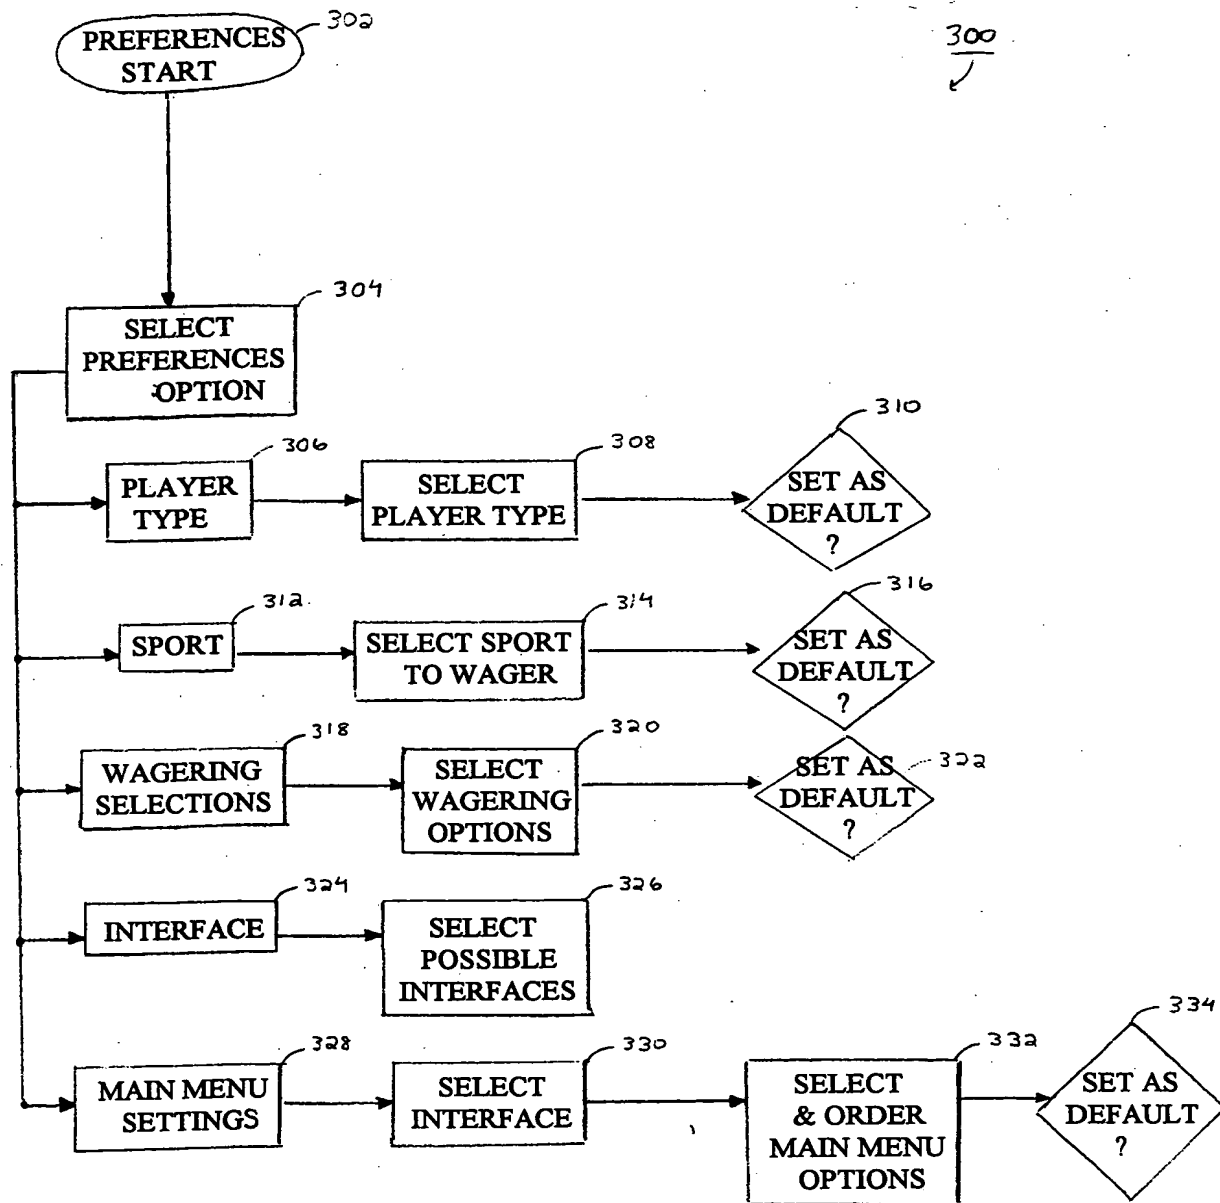 PREFERENCES
START
302
300
304
SELECT
PREFERENCES
OPTION
306
PLAYER
TYPE
308
SELECT
PLAYER TYPE
310
SET AS
DEFAULT
?
312
SPORT
314
SELECT SPORT
TO WAGER
316
SET AS
DEFAULT
?
318
WAGERING
SELECTIONS
320
SELECT
WAGERING
OPTIONS
322
SET AS
DEFAULT
?
324
INTERFACE
326
SELECT
POSSIBLE
INTERFACES
328
MAIN MENU
SETTINGS
330
SELECT
INTERFACE
332
SELECT
& ORDER
MAIN MENU
OPTIONS
334
SET AS
DEFAULT
?